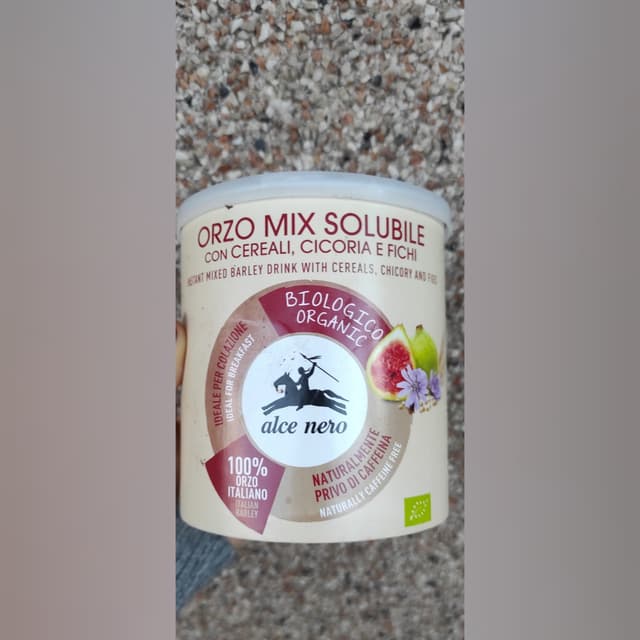 ORZO MIX SOLUBILE
CON CEREALI, CICORIA E FICHI
INSTANT MIXED BARLEY DRINK WITH CEREALS, CHICORY AND FIGS
BIOLOGICO
ORGANIC
IDEALE PER COLAZIONE
IDEAL FOR BREAKFAST
alce nero
100%
ORZO
ITALIANO
ITALIAN
BARLEY
NATURALMENTE
PRIVO DI CAFFEINA
NATURALLY CAFFEINE FREE